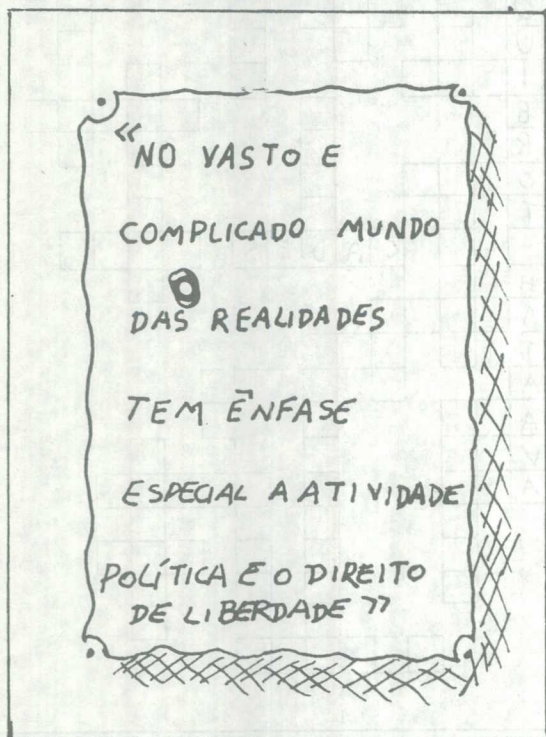 «NO VASTO E
COMPLICADO MUNDO
DAS REALIDADES
TEM ÊNFASE
ESPECIAL A ATIVIDADE
POLÍTICA E O DIREITO
DE LIBERDADE»